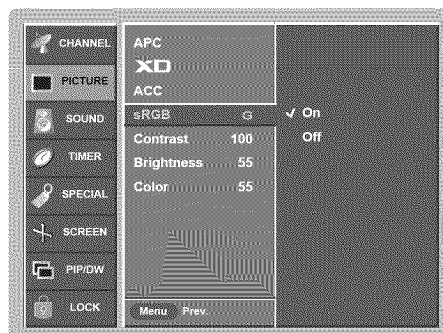 CHANNEL
PICTURE
SOUND
TIMER
SPECIAL
SCREEN
PIP/DW
LOCK
APC
XD
ACC
sRGB G
Contrast 100
Brightness 55
Color 55
Menu Prev.
✓ On
Off